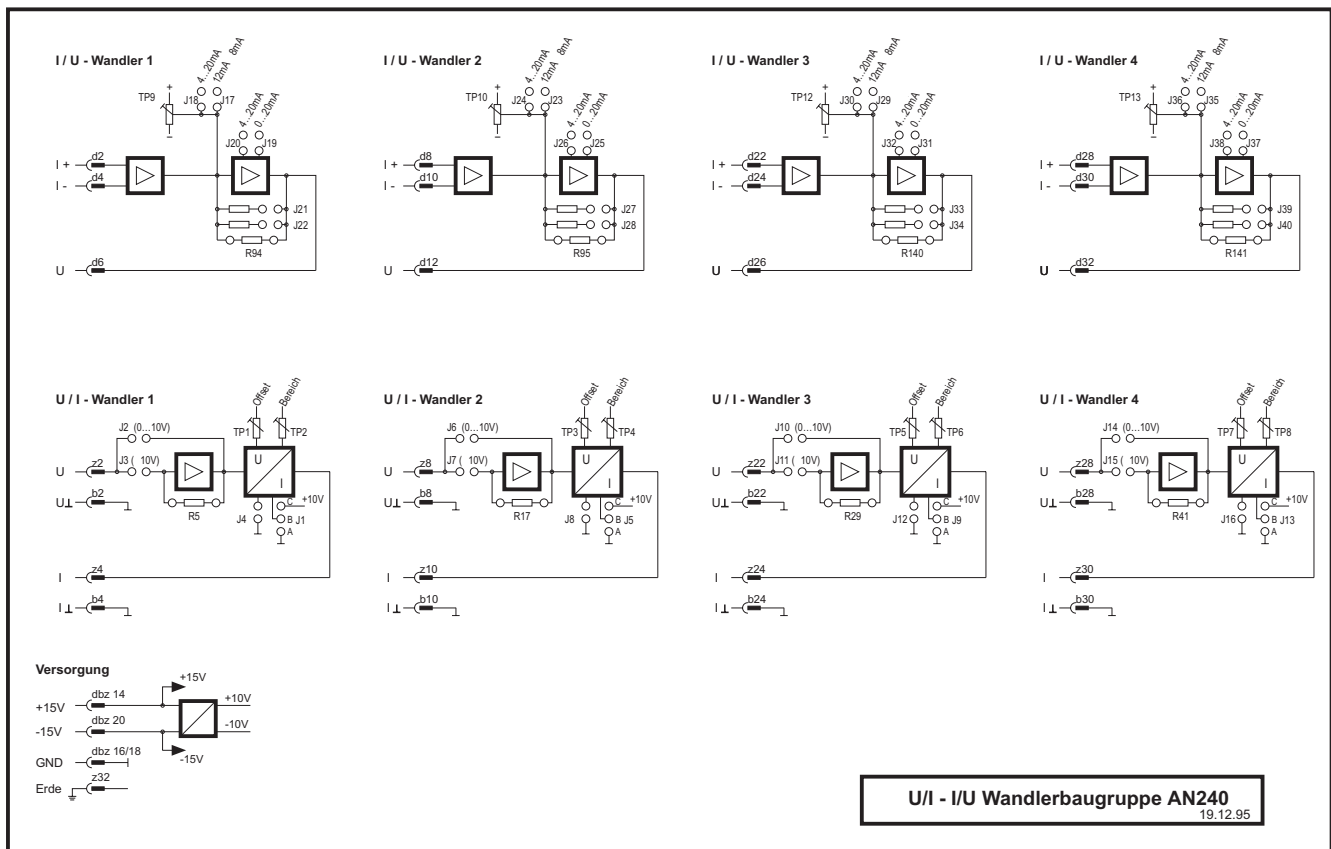 I / U - Wandler 1
4...20mA
12mA 8mA
TP9
+
–
J18
J17
4...20mA
0...20mA
J20
J19
I +
d2
I -
d4
J21
J22
R94
U
d6
I / U - Wandler 2
4...20mA
12mA 8mA
TP10
+
–
J24
J23
4...20mA
0...20mA
J26
J25
I +
d8
I -
d10
J27
J28
R95
U
d12
I / U - Wandler 3
4...20mA
12mA 8mA
TP12
+
–
J30
J29
4...20mA
0...20mA
J32
J31
I +
d22
I -
d24
J33
J34
R140
U
d26
I / U - Wandler 4
4...20mA
12mA 8mA
TP13
+
–
J36
J35
4...20mA
0...20mA
J38
J37
I +
d28
I -
d30
J39
J40
R141
U
d32
U / I - Wandler 1
Offset
Bereich
J2 (0...10V)
TP1
TP2
J3 ( 10V)
U
z2
U
I
U⊥
b2
R5
J4
C
+10V
B
J1
A
I
z4
I ⊥
b4
U / I - Wandler 2
Offset
Bereich
J6 (0...10V)
TP3
TP4
J7 ( 10V)
U
z8
U
I
U⊥
b8
R17
J8
C
+10V
B
J5
A
I
z10
I ⊥
b10
U / I - Wandler 3
Offset
Bereich
J10 (0...10V)
TP5
TP6
J11 ( 10V)
U
z22
U
I
U⊥
b22
R29
J12
C
+10V
B
J9
A
I
z24
I ⊥
b24
U / I - Wandler 4
Offset
Bereich
J14 (0...10V)
TP7
TP8
J15 ( 10V)
U
z28
U
I
U⊥
b28
R41
J16
C
+10V
B
J13
A
I
z30
I ⊥
b30
Versorgung
+15V
+15V
dbz 14
+10V
-15V
dbz 20
-10V
-15V
GND
dbz 16/18
Erde
z32
U/I - I/U Wandlerbaugruppe AN240
19.12.95